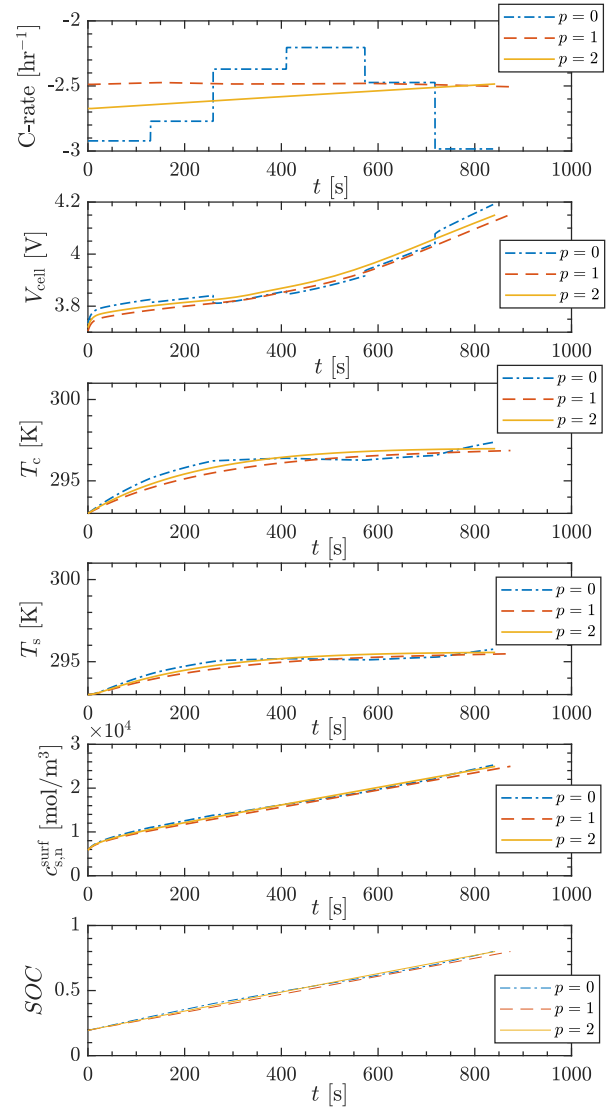 -2
-2.5
-3
C-rate [hr⁻¹]
p = 0
p = 1
p = 2
0 200 400 600 800 1000
t [s]
4.2
4
3.8
V_cell [V]
p = 0
p = 1
p = 2
0 200 400 600 800 1000
t [s]
300
295
T_c [K]
p = 0
p = 1
p = 2
0 200 400 600 800 1000
t [s]
300
295
T_s [K]
p = 0
p = 1
p = 2
0 200 400 600 800 1000
t [s]
×10⁴
3
2
1
0
c_{s,n}^{surf} [mol/m³]
p = 0
p = 1
p = 2
0 200 400 600 800 1000
t [s]
1
0.5
0
SOC
p = 0
p = 1
p = 2
0 200 400 600 800 1000
t [s]